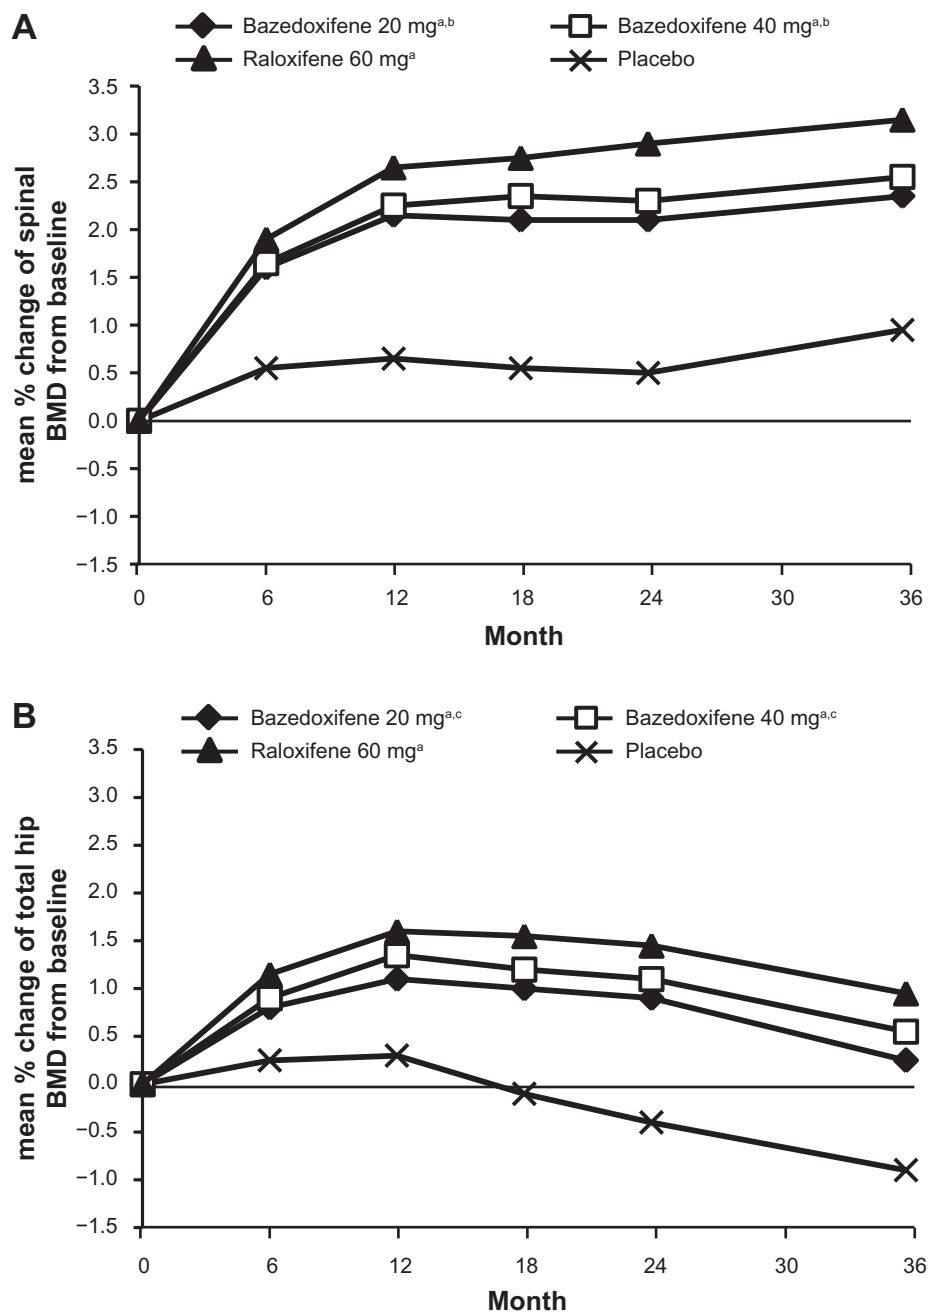 A
Bazedoxifene 20 mga,b
Bazedoxifene 40 mga,b
Raloxifene 60 mga
Placebo
mean % change of spinal
BMD from baseline
3.5
3.0
2.5
2.0
1.5
1.0
0.5
0.0
−0.5
−1.0
−1.5
0 6 12 18 24 30 36
Month
B
Bazedoxifene 20 mga,c
Bazedoxifene 40 mga,c
Raloxifene 60 mga
Placebo
mean % change of total hip
BMD from baseline
3.5
3.0
2.5
2.0
1.5
1.0
0.5
0.0
−0.5
−1.0
−1.5
0 6 12 18 24 30 36
Month